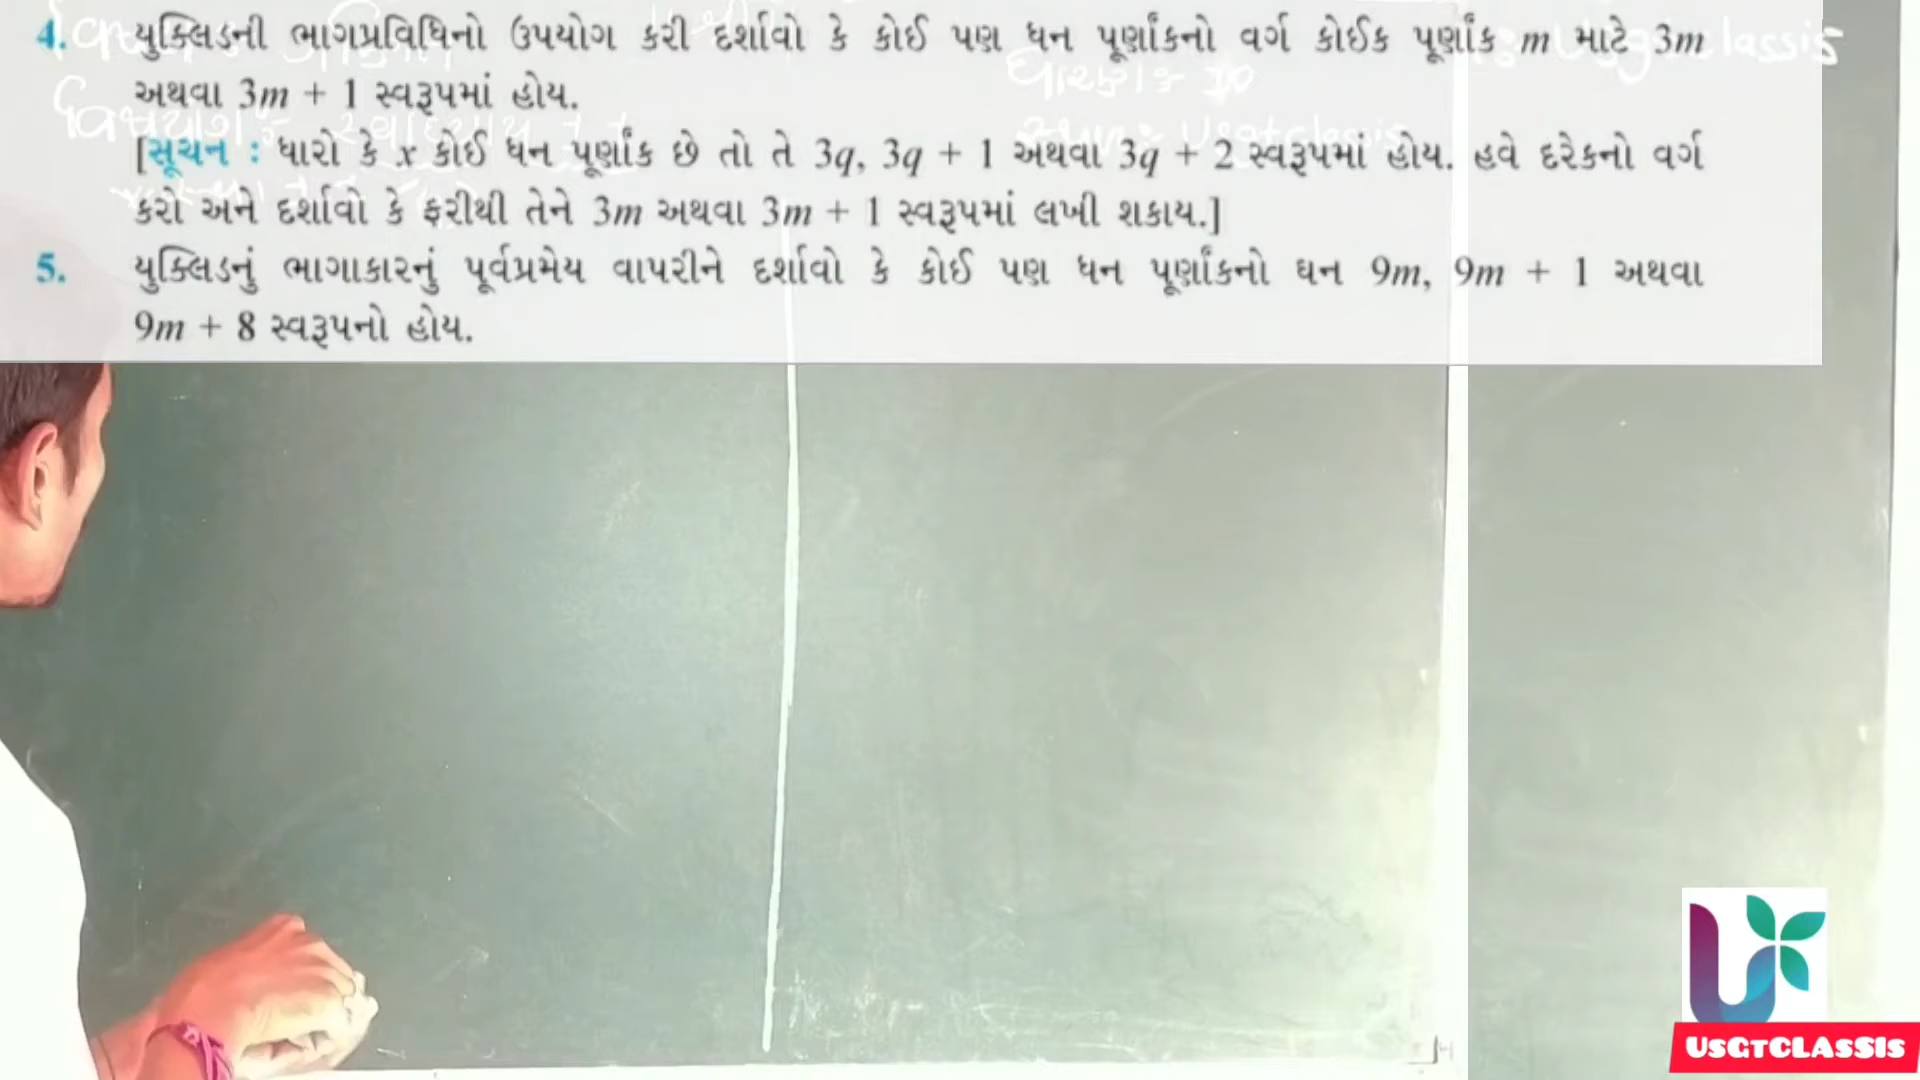 4. યુક્લિડની ભાગપ્રવિધિનો ઉપયોગ કરી દર્શાવો કે કોઈ પણ ધન પૂર્ણાંકનો વર્ગ કોઈક પૂર્ણાંક m માટે 3m
અથવા 3m + 1 સ્વરૂપમાં હોય.
[સૂચન : ધારો કે x કોઈ ધન પૂર્ણાંક છે તો તે 3q, 3q + 1 અથવા 3q + 2 સ્વરૂપમાં હોય. હવે દરેકનો વર્ગ
કરો અને દર્શાવો કે ફરીથી તેને 3m અથવા 3m + 1 સ્વરૂપમાં લખી શકાય.]
5. યુક્લિડનું ભાગાકારનું પૂર્વપ્રમેય વાપરીને દર્શાવો કે કોઈ પણ ધન પૂર્ણાંકનો ઘન 9m, 9m + 1 અથવા
9m + 8 સ્વરૂપનો હોય.
USGTCLASSIS